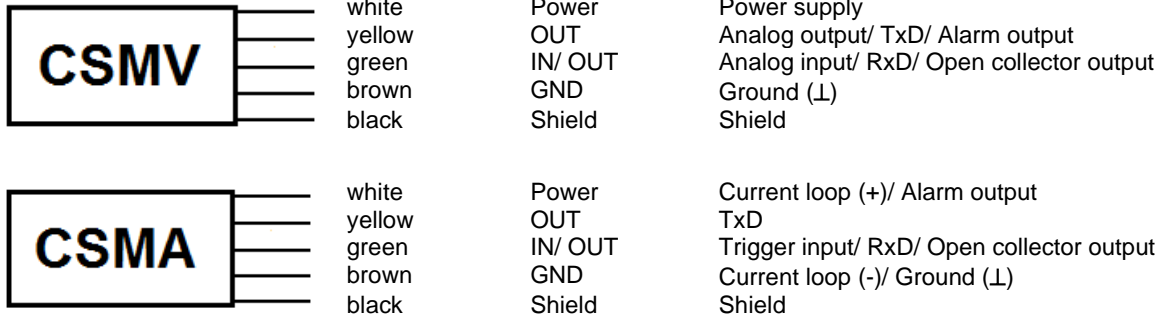 CSMV
white Power Power supply
yellow OUT Analog output/ TxD/ Alarm output
green IN/ OUT Analog input/ RxD/ Open collector output
brown GND Ground (⊥)
black Shield Shield
CSMA
white Power Current loop (+)/ Alarm output
yellow OUT TxD
green IN/ OUT Trigger input/ RxD/ Open collector output
brown GND Current loop (-)/ Ground (⊥)
black Shield Shield